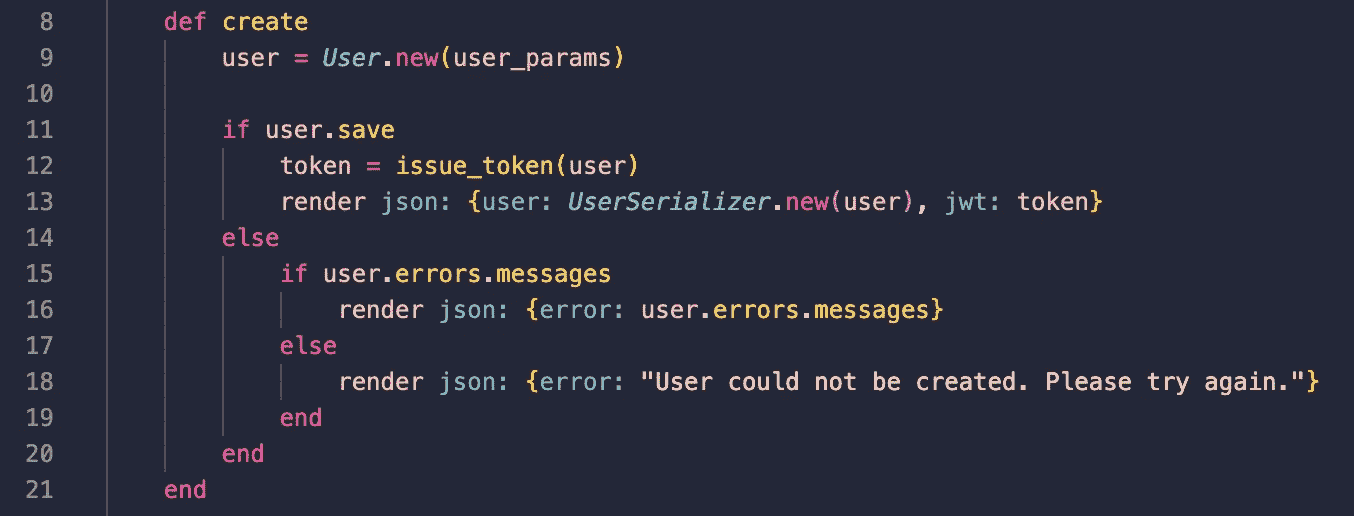 8 def create
9 user = User.new(user_params)
10
11 if user.save
12 token = issue_token(user)
13 render json: {user: UserSerializer.new(user), jwt: token}
14 else
15 if user.errors.messages
16 render json: {error: user.errors.messages}
17 else
18 render json: {error: "User could not be created. Please try again."}
19 end
20 end
21 end